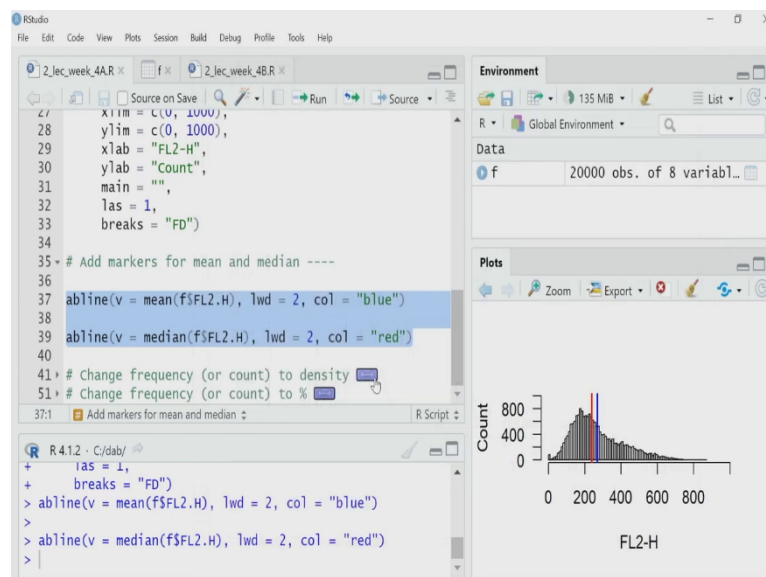 RStudio
File Edit Code View Plots Session Build Debug Profile Tools Help
2_lec_week_4A.R × f × 2_lec_week_4B.R ×
Source on Save Run Source
27 xlim = c(0, 1000),
28 ylim = c(0, 1000),
29 xlab = "FL2-H",
30 ylab = "Count",
31 main = "",
32 las = 1,
33 breaks = "FD")
34
35 # Add markers for mean and median ----
36
37 abline(v = mean(f$FL2.H), lwd = 2, col = "blue")
38
39 abline(v = median(f$FL2.H), lwd = 2, col = "red")
40
41 # Change frequency (or count) to density
51 # Change frequency (or count) to %
37:1 Add markers for mean and median R Script
R 4.1.2 · C:/dab/
+ las = 1,
+ breaks = "FD")
> abline(v = mean(f$FL2.H), lwd = 2, col = "blue")
>
> abline(v = median(f$FL2.H), lwd = 2, col = "red")
>
Environment
135 MiB List
R Global Environment
Data
f 20000 obs. of 8 variabl…
Plots
Zoom Export
Count
800
400
0
0 200 400 600 800
FL2-H